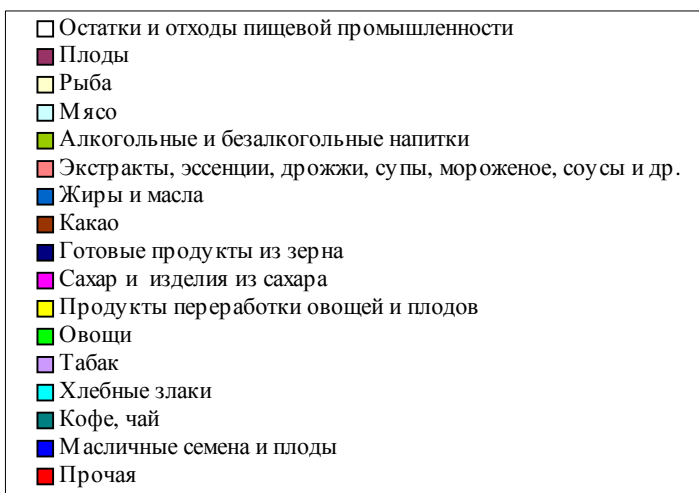 Остатки и отходы пищевой промышленности
Плоды
Рыба
Мясо
Алкогольные и безалкогольные напитки
Экстракты, эссенции, дрожжи, супы, мороженое, соусы и др.
Жиры и масла
Какао
Готовые продукты из зерна
Сахар и изделия из сахара
Продукты переработки овощей и плодов
Овощи
Табак
Хлебные злаки
Кофе, чай
Масличные семена и плоды
Прочая